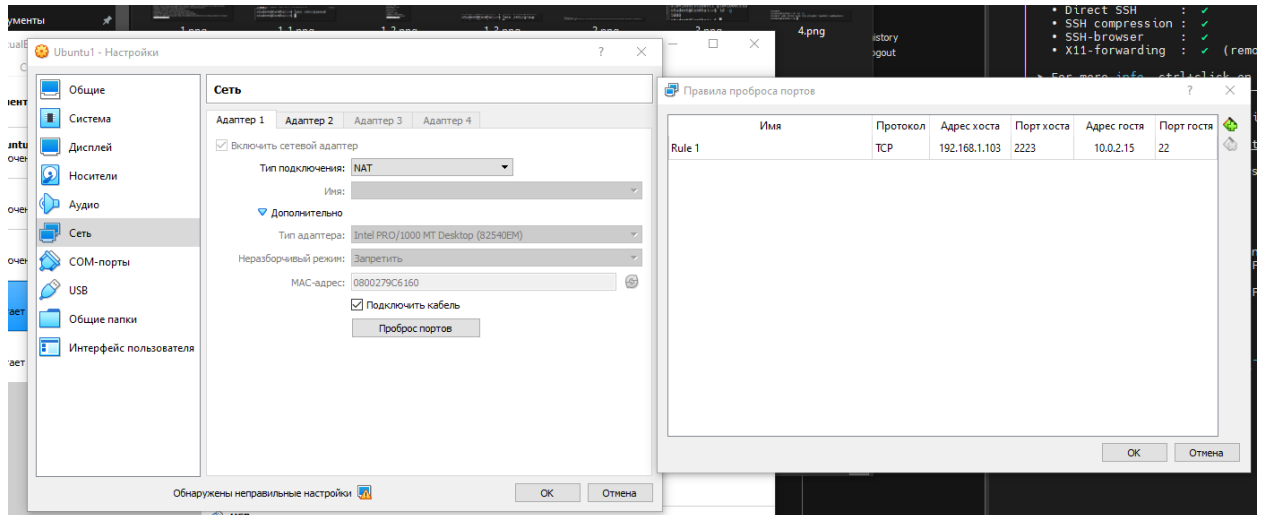 ументы
4.png
istory
• Direct SSH : ✔
• SSH compression : ✔
• SSH-browser : ✔
• X11-forwarding : ✔ (remo
Ubuntu1 - Настройки
Общие
Система
Дисплей
Носители
Аудио
Сеть
COM-порты
USB
Общие папки
Интерфейс пользователя
Сеть
Адаптер 1 Адаптер 2 Адаптер 3 Адаптер 4
Включить сетевой адаптер
Тип подключения: NAT
Имя:
Дополнительно
Тип адаптера: Intel PRO/1000 MT Desktop (82540EM)
Неразборчивый режим: Запретить
MAC-адрес: 0800279C6160
Подключить кабель
Проброс портов
Обнаружены неправильные настройки
OK Отмена
Правила проброса портов
Имя Протокол Адрес хоста Порт хоста Адрес гостя Порт гостя
Rule 1 TCP 192.168.1.103 2223 10.0.2.15 22
OK Отмена